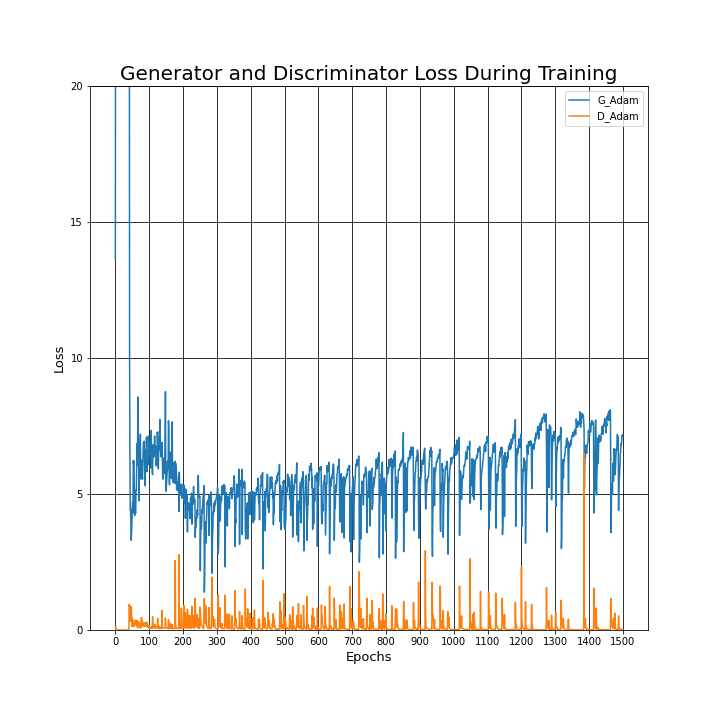 Generator and Discriminator Loss During Training
G_Adam
D_Adam
20
15
10
5
0
Loss
0 100 200 300 400 500 600 700 800 900 1000 1100 1200 1300 1400 1500
Epochs